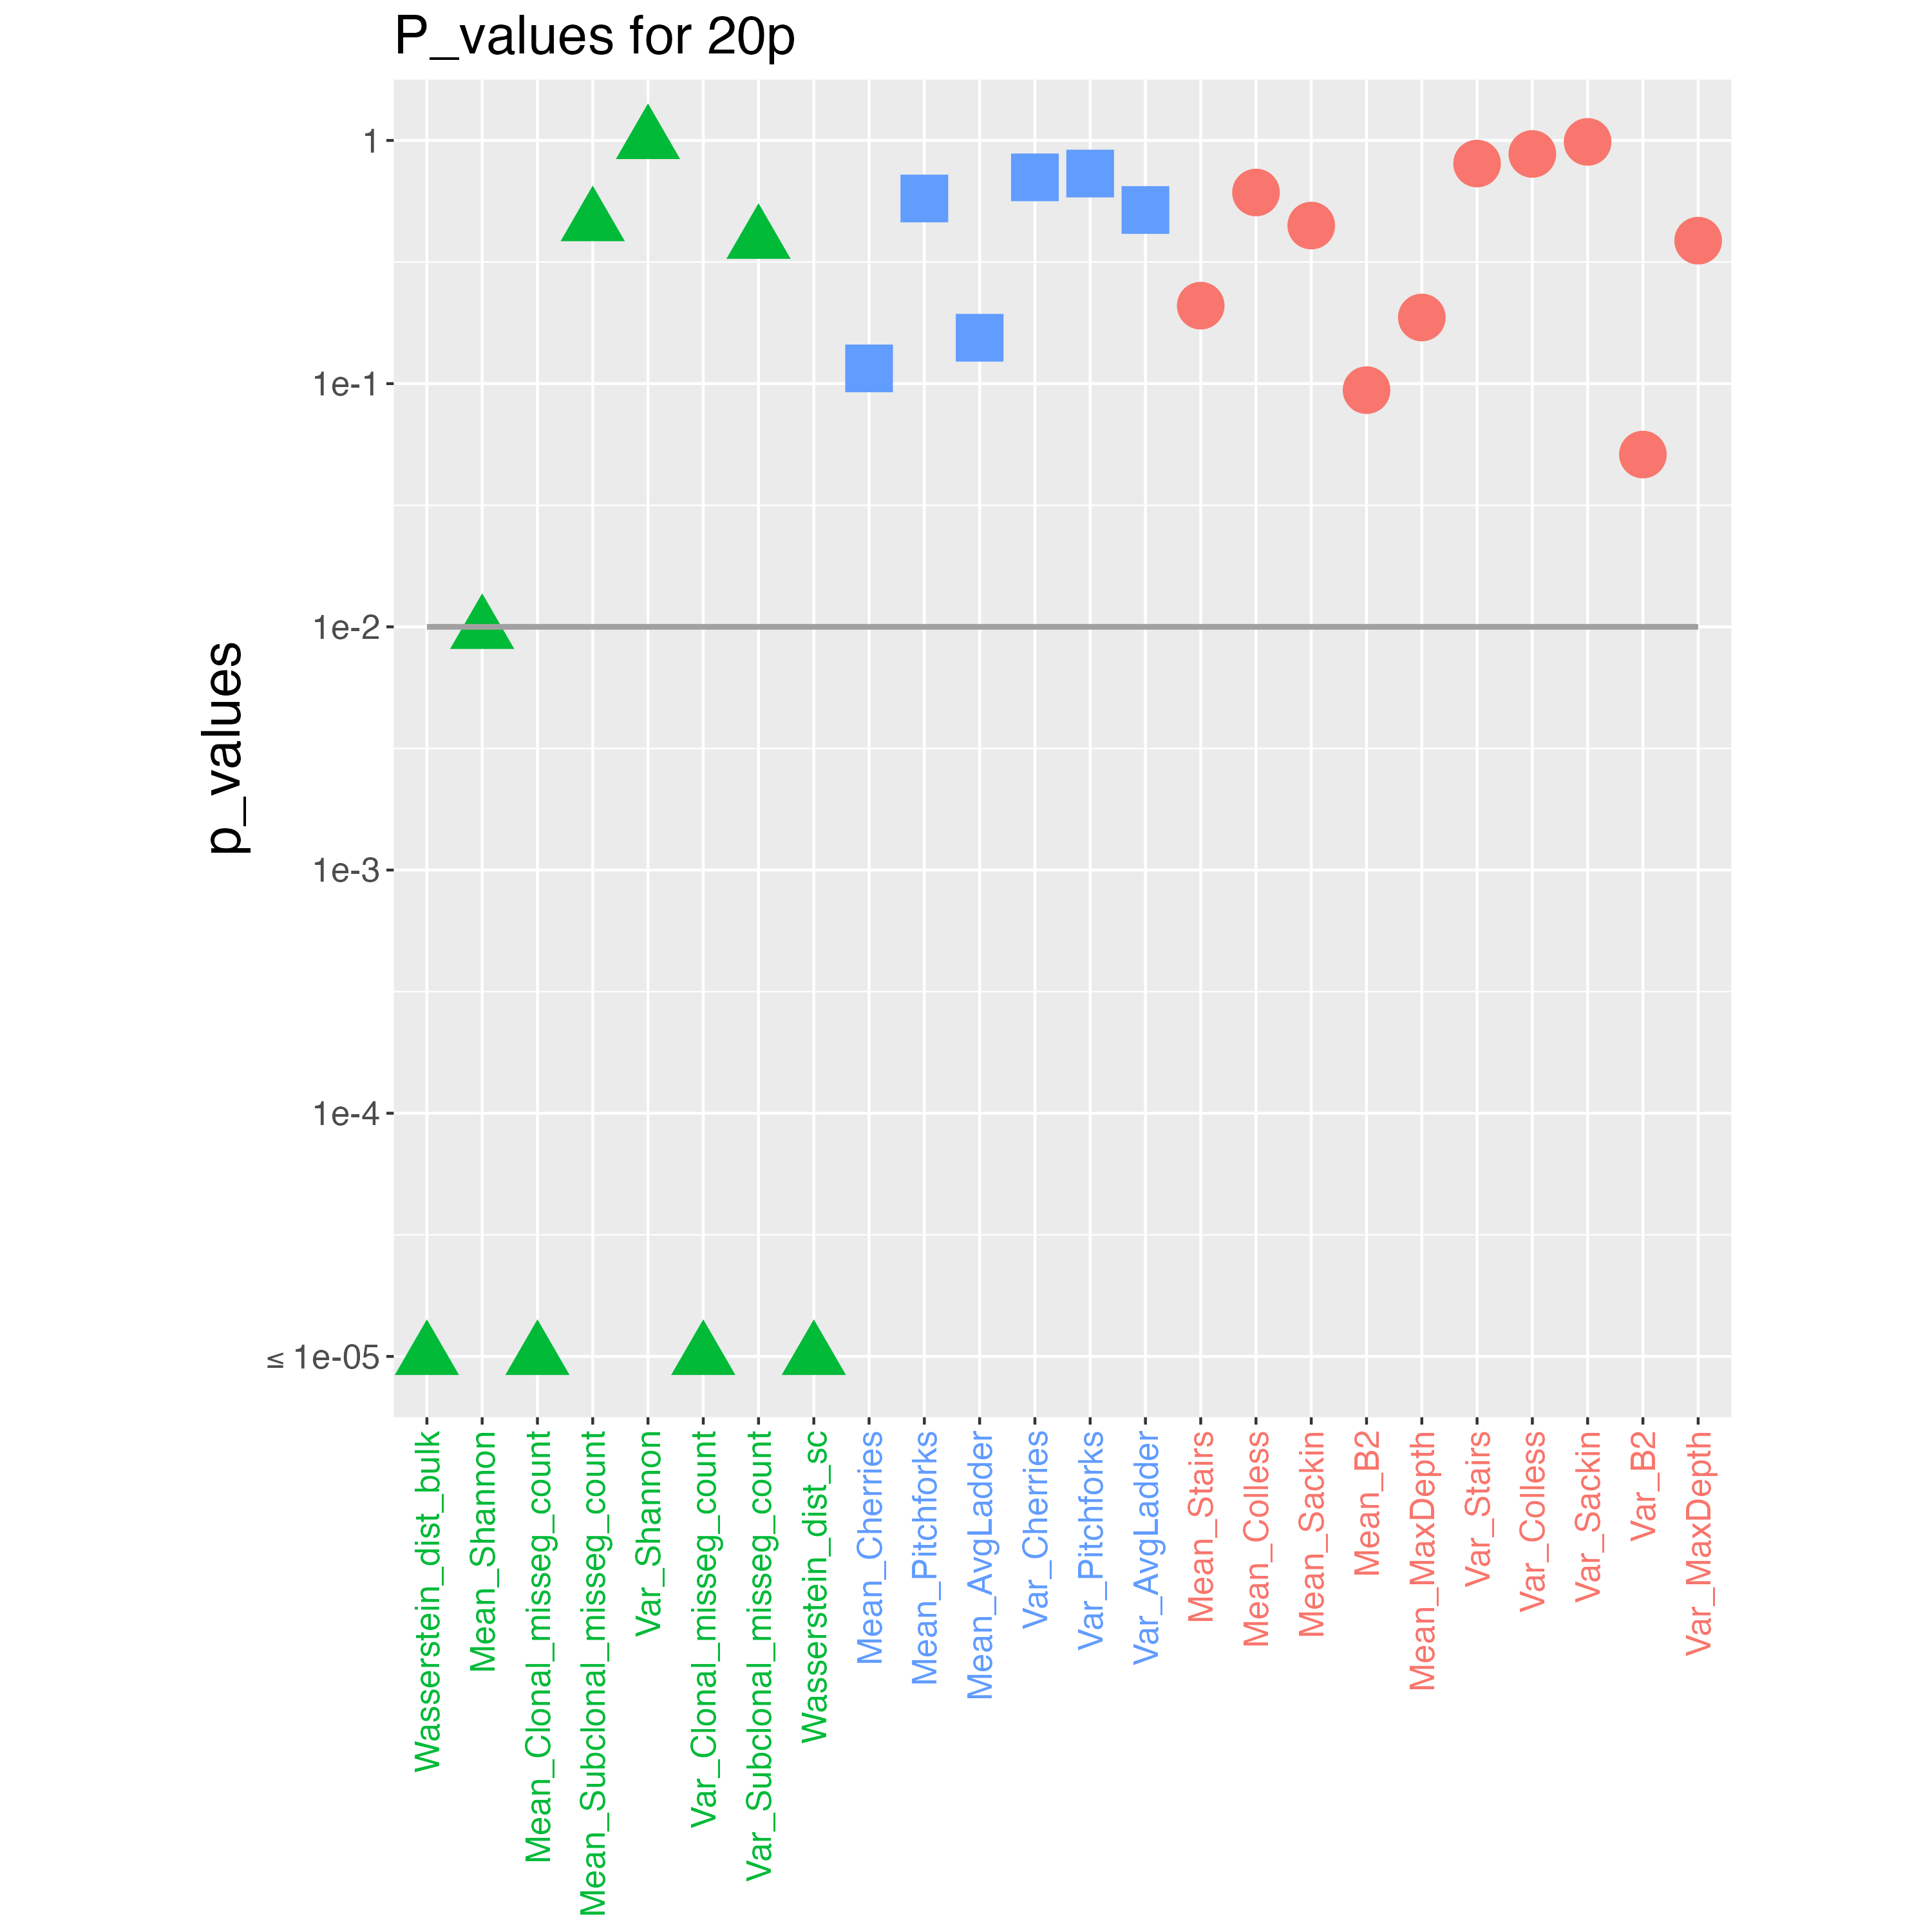 P_values for 20p
p_values
1
1e-1
1e-2
1e-3
1e-4
≤ 1e-05
Wasserstein_dist_bulk
Mean_Shannon
Mean_Clonal_misseg_count
Mean_Subclonal_misseg_count
Var_Shannon
Var_Clonal_misseg_count
Var_Subclonal_misseg_count
Wasserstein_dist_sc
Mean_Cherries
Mean_Pitchforks
Mean_AvgLadder
Var_Cherries
Var_Pitchforks
Var_AvgLadder
Mean_Stairs
Mean_Colless
Mean_Sackin
Mean_B2
Mean_MaxDepth
Var_Stairs
Var_Colless
Var_Sackin
Var_B2
Var_MaxDepth